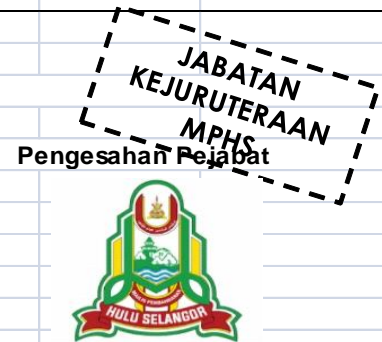 JABATAN
KEJURUTERAAN
MPHS
Pengesahan Pejabat
HULU SELANGOR